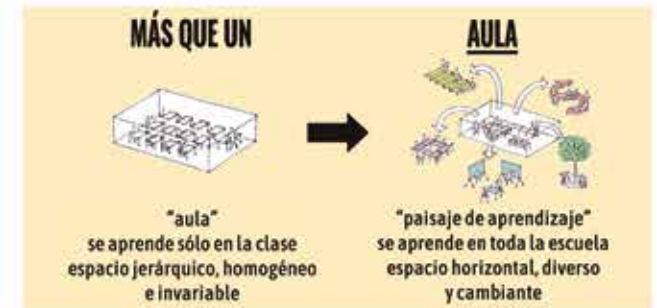 MÁS QUE UN
"aula"
se aprende sólo en la clase
espacio jerárquico, homogéneo
e invariable
AULA
"paisaje de aprendizaje"
se aprende en toda la escuela
espacio horizontal, diverso
y cambiante